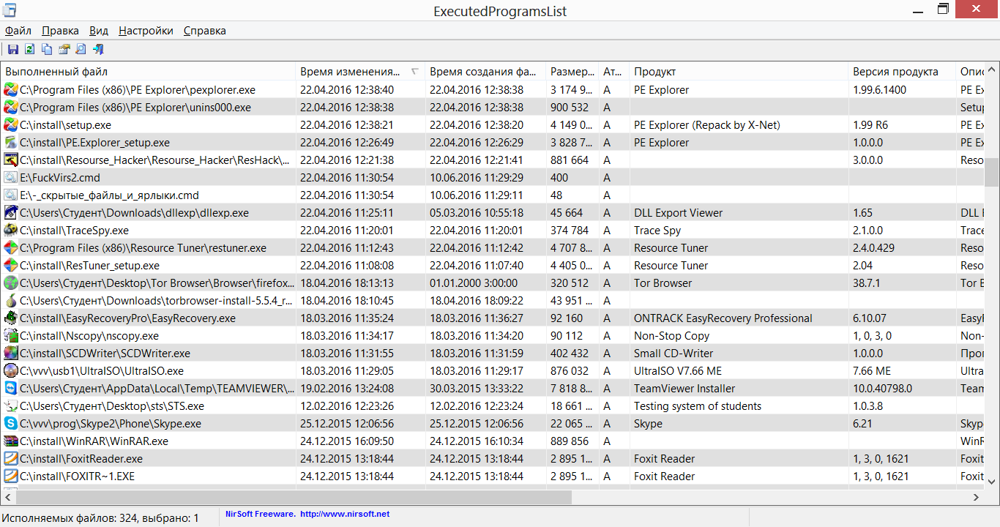 ExecutedProgramsList
Файл Правка Вид Настройки Справка
Выполненный файл Время изменения... Время создания фа... Размер... Ат... Продукт Версия продукта Опис
C:\Program Files (x86)\PE Explorer\pexplorer.exe 22.04.2016 12:38:40 22.04.2016 12:38:38 3 174 9... A PE Explorer 1.99.6.1400 PE Ex
C:\Program Files (x86)\PE Explorer\unins000.exe 22.04.2016 12:38:38 22.04.2016 12:38:38 900 532 A Setup
C:\install\setup.exe 22.04.2016 12:38:21 22.04.2016 12:38:20 4 149 0... A PE Explorer (Repack by X-Net) 1.99 R6 PE Ex
C:\install\PE.Explorer_setup.exe 22.04.2016 12:26:49 22.04.2016 12:26:29 3 828 7... A PE Explorer 1.0.0.0 PE Ex
C:\install\Resourse_Hacker\Resourse_Hacker\ResHack\... 22.04.2016 12:21:38 22.04.2016 12:21:41 881 664 A 3.0.0.0 Reso
E:\FuckVirs2.cmd 22.04.2016 11:30:54 10.06.2016 11:29:29 400 A
E:\-_скрытые_файлы_и_ярлыки.cmd 22.04.2016 11:30:54 10.06.2016 11:29:11 48 A
C:\Users\Студент\Downloads\dllexp\dllexp.exe 22.04.2016 11:25:11 05.03.2016 10:55:18 45 664 A DLL Export Viewer 1.65 DLL E
C:\install\TraceSpy.exe 22.04.2016 11:20:01 22.04.2016 11:20:01 374 784 A Trace Spy 2.1.0.0 Trace
C:\Program Files (x86)\Resource Tuner\restuner.exe 22.04.2016 11:12:43 22.04.2016 11:12:42 4 707 8... A Resource Tuner 2.4.0.429 Reso
C:\install\ResTuner_setup.exe 22.04.2016 11:08:08 22.04.2016 11:07:40 4 405 0... A Resource Tuner 2.04 Reso
C:\Users\Студент\Desktop\Tor Browser\Browser\firefox... 18.04.2016 18:13:13 01.01.2000 3:00:00 320 512 A Tor Browser 38.7.1 Tor B
C:\Users\Студент\Downloads\torbrowser-install-5.5.4_r... 18.04.2016 18:10:45 18.04.2016 18:09:22 43 951 ... A
C:\install\EasyRecoveryPro\EasyRecovery.exe 18.03.2016 11:35:24 18.03.2016 11:36:27 92 160 A ONTRACK EasyRecovery Professional 6.10.07 EasyF
C:\install\Nscopy\nscopy.exe 18.03.2016 11:34:17 18.03.2016 11:34:20 90 112 A Non-Stop Copy 1, 0, 3, 0 Non-
C:\install\SCDWriter\SCDWriter.exe 18.03.2016 11:31:55 18.03.2016 11:31:59 402 432 A Small CD-Writer 1.0.0.0 Прог
C:\vvv\usb1\UltraISO\UltraISO.exe 18.03.2016 11:29:05 18.03.2016 11:29:17 876 032 A UltraISO V7.66 ME 7.66 ME Ultra
C:\Users\Студент\AppData\Local\Temp\TEAMVIEWER\... 19.02.2016 13:24:08 30.03.2015 13:33:22 7 818 8... A TeamViewer Installer 10.0.40798.0 Team
C:\Users\Студент\Desktop\sts\STS.exe 12.02.2016 12:23:26 12.02.2016 12:23:24 18 661 ... A Testing system of students 1.0.3.8
C:\vvv\prog\Skype2\Phone\Skype.exe 25.12.2015 12:06:56 25.12.2015 12:06:56 22 065 ... A Skype 6.21 Skyp
C:\install\WinRAR\WinRAR.exe 24.12.2015 16:09:50 24.12.2015 16:10:34 889 856 A WinR
C:\install\FoxitReader.exe 24.12.2015 13:18:44 24.12.2015 13:18:44 2 895 1... A Foxit Reader 1, 3, 0, 1621 Foxit
C:\install\FOXITR~1.EXE 24.12.2015 13:18:44 24.12.2015 13:18:44 2 895 1... A Foxit Reader 1, 3, 0, 1621 Foxit
Исполняемых файлов: 324, выбрано: 1 NirSoft Freeware. http://www.nirsoft.net